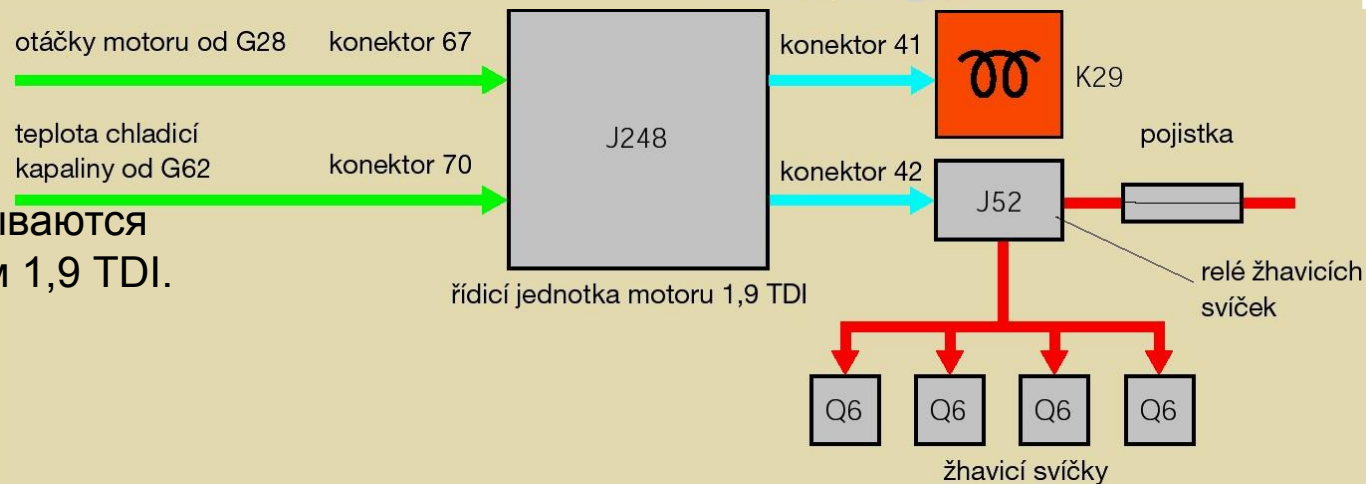 otáčky motoru od G28
konektor 67
konektor 41
K29
teplota chladicí
kapaliny od G62
konektor 70
J248
konektor 42
J52
pojistka
1,9 TDI.
řídicí jednotka motoru 1,9 TDI
relé žhavicích
svíček
Q6 Q6 Q6 Q6
žhavicí svíčky